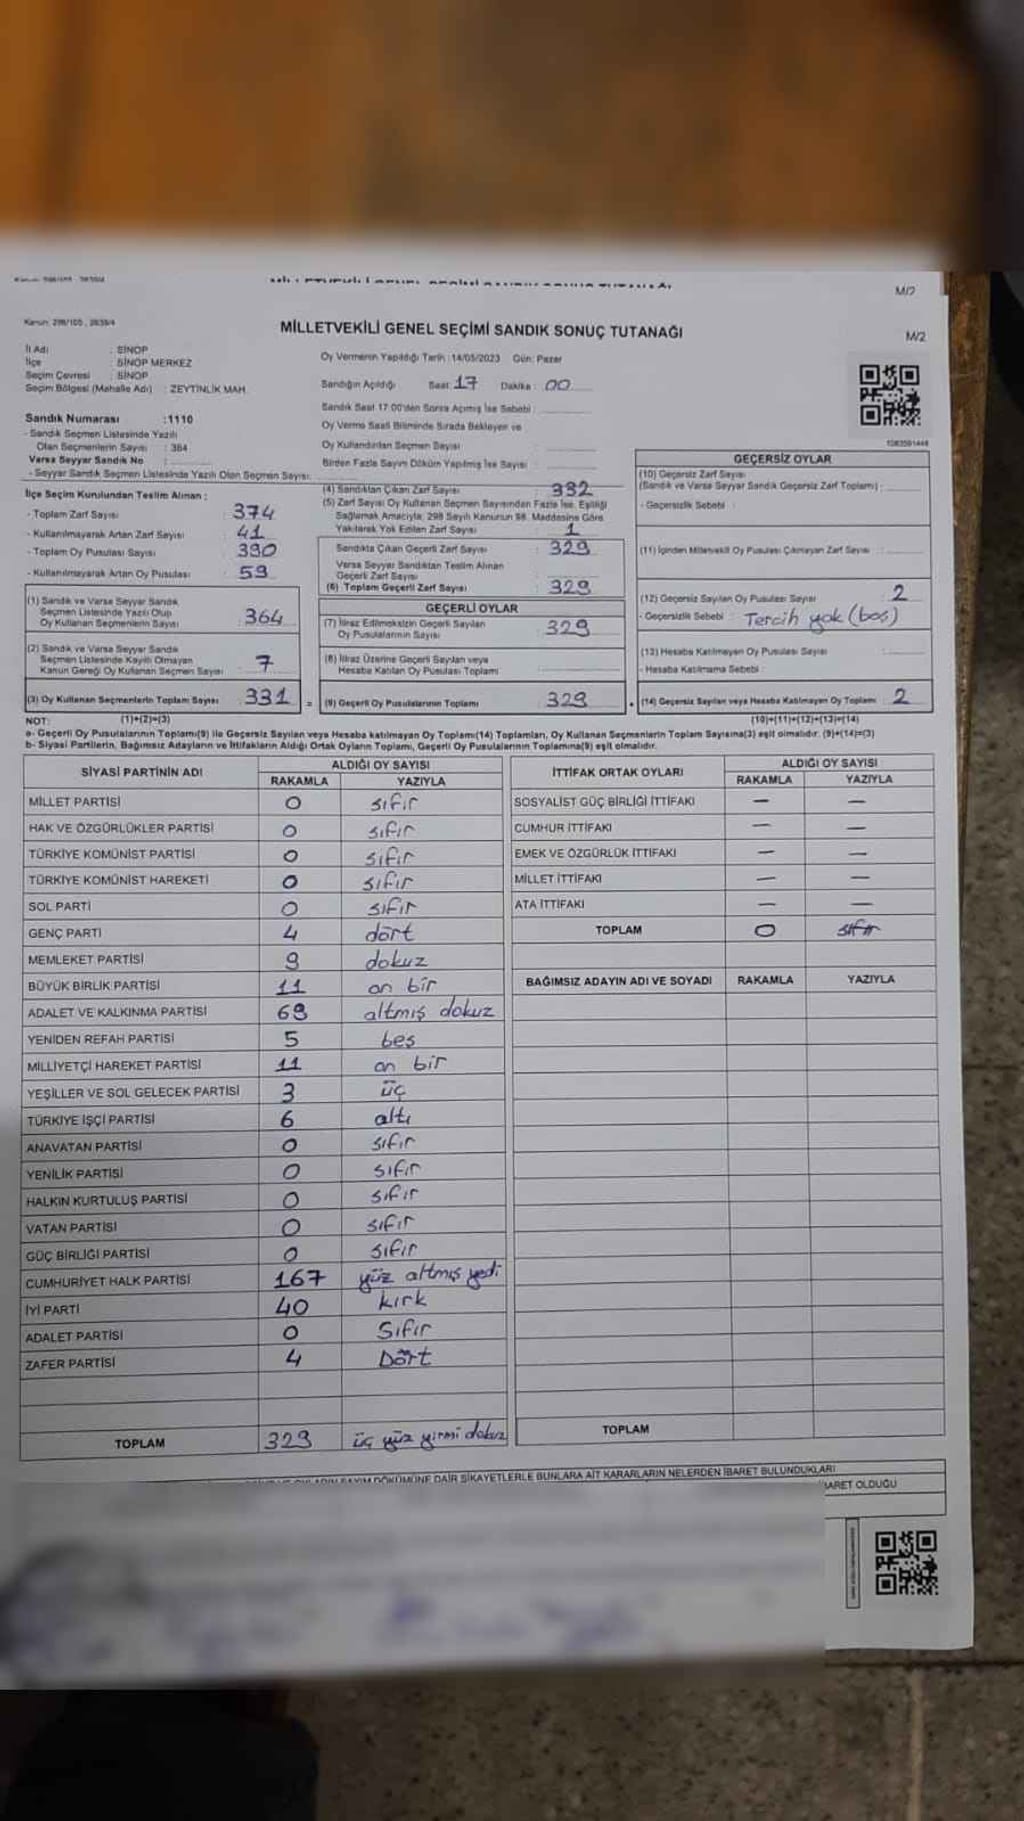 M/2
Kanun: 298/105 , 2839/4
MİLLETVEKİLİ GENEL SEÇİMİ SANDIK SONUÇ TUTANAĞI
M/2
İl Adı : SİNOP
İlçe : SİNOP MERKEZ
Seçim Çevresi : SİNOP
Seçim Bölgesi (Mahalle Adı) : ZEYTİNLİK MAH.
Oy Vermenin Yapıldığı Tarih : 14/05/2023 Gün: Pazar
Sandığın Açıldığı Saat: 17 Dakika : 00
Sandık Saat 17:00'den Sonra Açılmış İse Sebebi :
Oy Verme Saati Bitiminde Sırada Bekleyen ve
Oy Kullandırılan Seçmen Sayısı :
Birden Fazla Sayım Döküm Yapılmış İse Sayısı :
Sandık Numarası :1110
- Sandık Seçmen Listesinde Yazılı
Olan Seçmenlerin Sayısı : 364
Varsa Seyyar Sandık No :
- Seyyar Sandık Seçmen Listesinde Yazılı Olan Seçmen Sayısı:
İlçe Seçim Kurulundan Teslim Alınan :
- Toplam Zarf Sayısı : 374
- Kullanılmayarak Artan Zarf Sayısı : 41
- Toplam Oy Pusulası Sayısı : 390
- Kullanılmayarak Artan Oy Pusulası : 59
(1) Sandık ve Varsa Seyyar Sandık
Seçmen Listesinde Yazılı Olup
Oy Kullanan Seçmenlerin Sayısı : 364
(2) Sandık ve Varsa Seyyar Sandık
Seçmen Listesinde Kayıtlı Olmayan
Kanun Gereği Oy Kullanan Seçmen Sayısı : 7
(3) Oy Kullanan Seçmenlerin Toplam Sayısı : 331
(1)+(2)=(3)
(4) Sandıktan Çıkan Zarf Sayısı : 332
(5) Zarf Sayısı Oy Kullanan Seçmen Sayısından Fazla İse, Eşitliği
Sağlamak Amacıyla, 298 Sayılı Kanunun 98. Maddesine Göre
Yakılarak Yok Edilen Zarf Sayısı : 1
Sandıkta Çıkan Geçerli Zarf Sayısı : 329
Varsa Seyyar Sandıktan Teslim Alınan
Geçerli Zarf Sayısı :
(6) Toplam Geçerli Zarf Sayısı : 329
GEÇERLİ OYLAR
(7) İtiraz Edilmeksizin Geçerli Sayılan
Oy Pusulalarının Sayısı : 329
(8) İtiraz Üzerine Geçerli Sayılan veya
Hesaba Katılan Oy Pusulası Toplamı :
= (9) Geçerli Oy Pusulalarının Toplamı : 329
GEÇERSİZ OYLAR
(10) Geçersiz Zarf Sayısı
(Sandık ve Varsa Seyyar Sandık Geçersiz Zarf Toplamı) :
- Geçersizlik Sebebi :
(11) İçinden Milletvekili Oy Pusulası Çıkmayan Zarf Sayısı :
(12) Geçersiz Sayılan Oy Pusulası Sayısı : 2
- Geçersizlik Sebebi : Tercih yok (boş)
(13) Hesaba Katılmayan Oy Pusulası Sayısı :
- Hesaba Katılmama Sebebi :
+ (14) Geçersiz Sayılan veya Hesaba Katılmayan Oy Toplamı : 2
(10)+(11)+(12)+(13)=(14)
NOT:
a- Geçerli Oy Pusulalarının Toplamı(9) ile Geçersiz Sayılan veya Hesaba katılmayan Oy Toplamı(14) Toplamları, Oy Kullanan Seçmenlerin Toplam Sayısına(3) eşit olmalıdır. (9)+(14)=(3)
b- Siyasi Partilerin, Bağımsız Adayların ve İttifakların Aldığı Ortak Oyların Toplamı, Geçerli Oy Pusulalarının Toplamına(9) eşit olmalıdır.
SİYASİ PARTİNİN ADI ALDIĞI OY SAYISI
RAKAMLA YAZIYLA
MİLLET PARTİSİ 0 sıfır
HAK VE ÖZGÜRLÜKLER PARTİSİ 0 sıfır
TÜRKİYE KOMÜNİST PARTİSİ 0 sıfır
TÜRKİYE KOMÜNİST HAREKETİ 0 sıfır
SOL PARTİ 0 sıfır
GENÇ PARTİ 4 dört
MEMLEKET PARTİSİ 9 dokuz
BÜYÜK BİRLİK PARTİSİ 11 on bir
ADALET VE KALKINMA PARTİSİ 69 altmış dokuz
YENİDEN REFAH PARTİSİ 5 beş
MİLLİYETÇİ HAREKET PARTİSİ 11 on bir
YEŞİLLER VE SOL GELECEK PARTİSİ 3 üç
TÜRKİYE İŞÇİ PARTİSİ 6 altı
ANAVATAN PARTİSİ 0 sıfır
YENİLİK PARTİSİ 0 sıfır
HALKIN KURTULUŞ PARTİSİ 0 sıfır
VATAN PARTİSİ 0 sıfır
GÜÇ BİRLİĞİ PARTİSİ 0 sıfır
CUMHURİYET HALK PARTİSİ 167 yüz altmış yedi
İYİ PARTİ 40 kırk
ADALET PARTİSİ 0 Sıfır
ZAFER PARTİSİ 4 Dört
TOPLAM 329 üç yüz yirmi dokuz
İTTİFAK ORTAK OYLARI ALDIĞI OY SAYISI
RAKAMLA YAZIYLA
SOSYALİST GÜÇ BİRLİĞİ İTTİFAKI — —
CUMHUR İTTİFAKI — —
EMEK VE ÖZGÜRLÜK İTTİFAKI — —
MİLLET İTTİFAKI — —
ATA İTTİFAKI — —
TOPLAM 0 sıfır
BAĞIMSIZ ADAYIN ADI VE SOYADI RAKAMLA YAZIYLA
TOPLAM
DÖKÜMÜNE DAİR ŞİKAYETLERLE BUNLARA AİT KARARLARIN NELERDEN İBARET BULUNDUKLARI
OLDUĞU